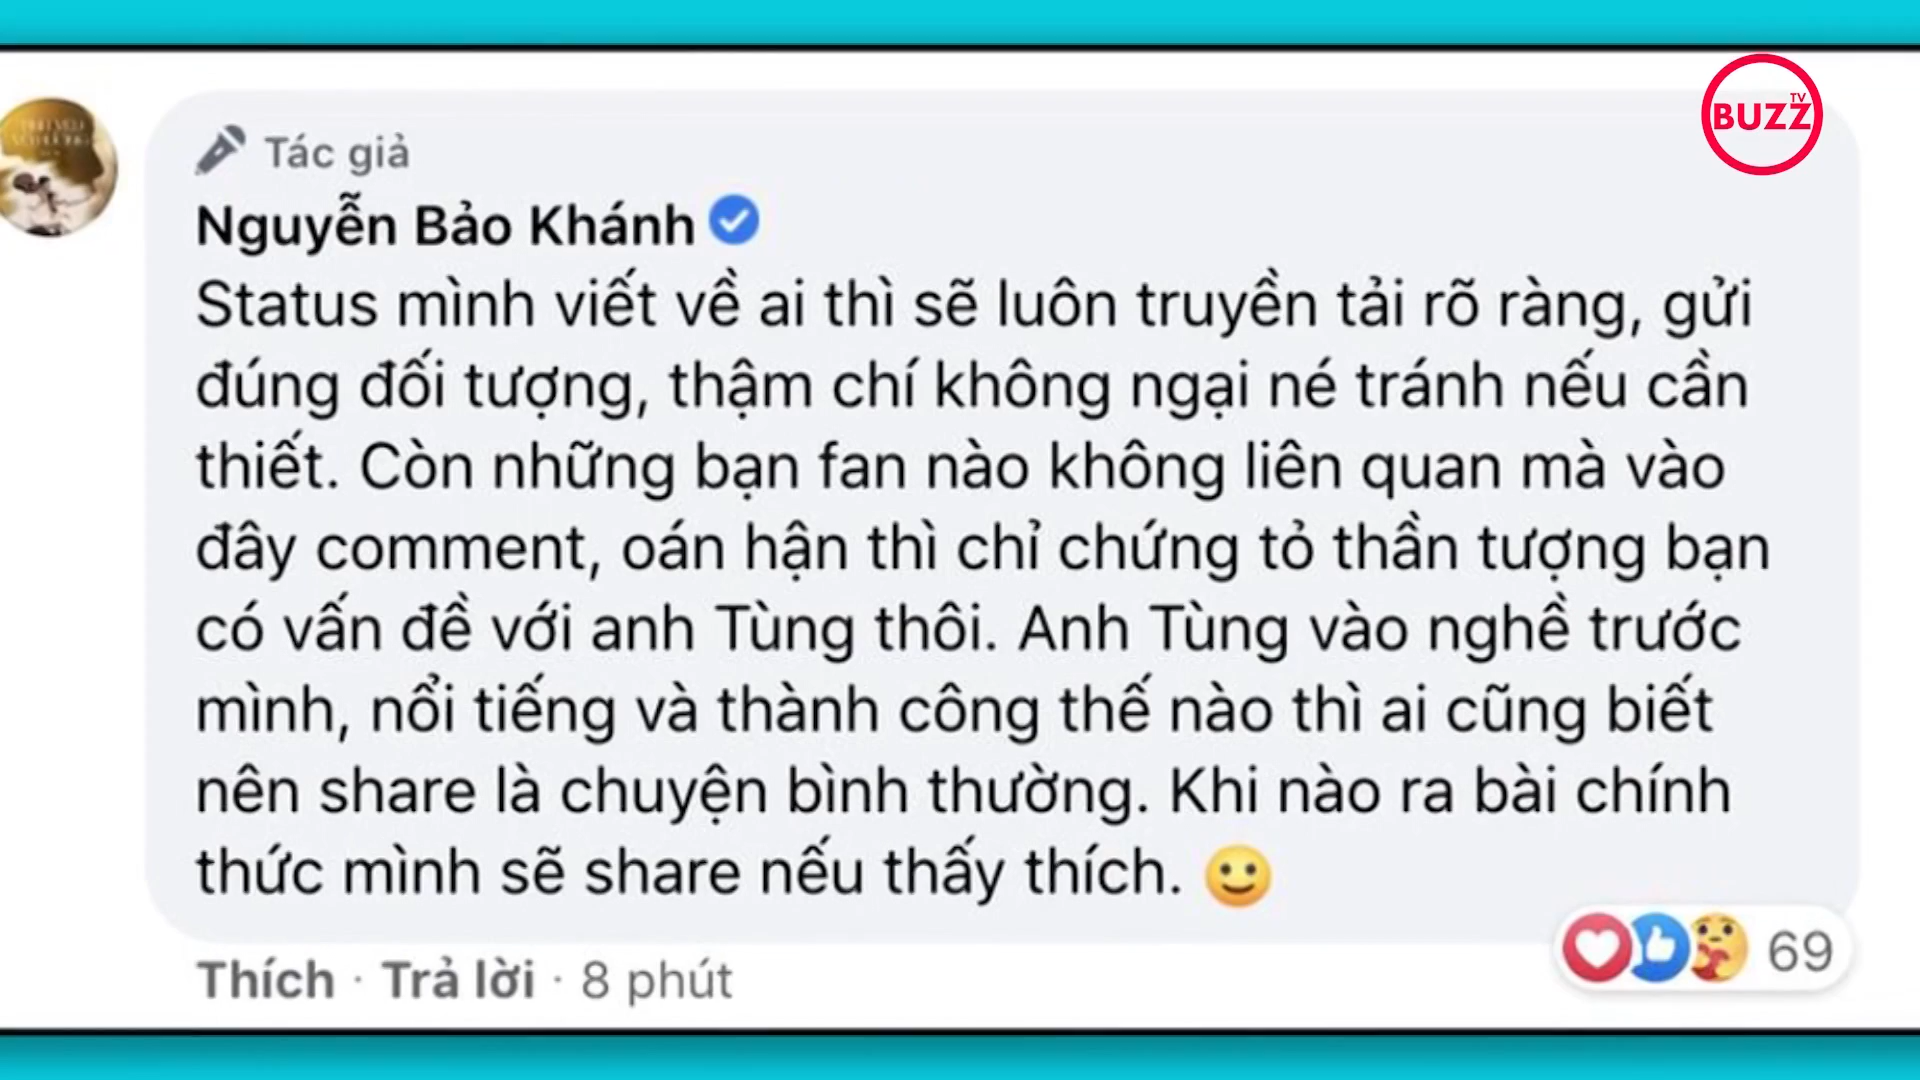 BUZZ TV
Tác giả
Nguyễn Bảo Khánh
Status mình viết về ai thì sẽ luôn truyền tải rõ ràng, gửi
đúng đối tượng, thậm chí không ngại né tránh nếu cần
thiết. Còn những bạn fan nào không liên quan mà vào
đây comment, oán hận thì chỉ chứng tỏ thần tượng bạn
có vấn đề với anh Tùng thôi. Anh Tùng vào nghề trước
mình, nổi tiếng và thành công thế nào thì ai cũng biết
nên share là chuyện bình thường. Khi nào ra bài chính
thức mình sẽ share nếu thấy thích. 🙂
69
Thích · Trả lời · 8 phút